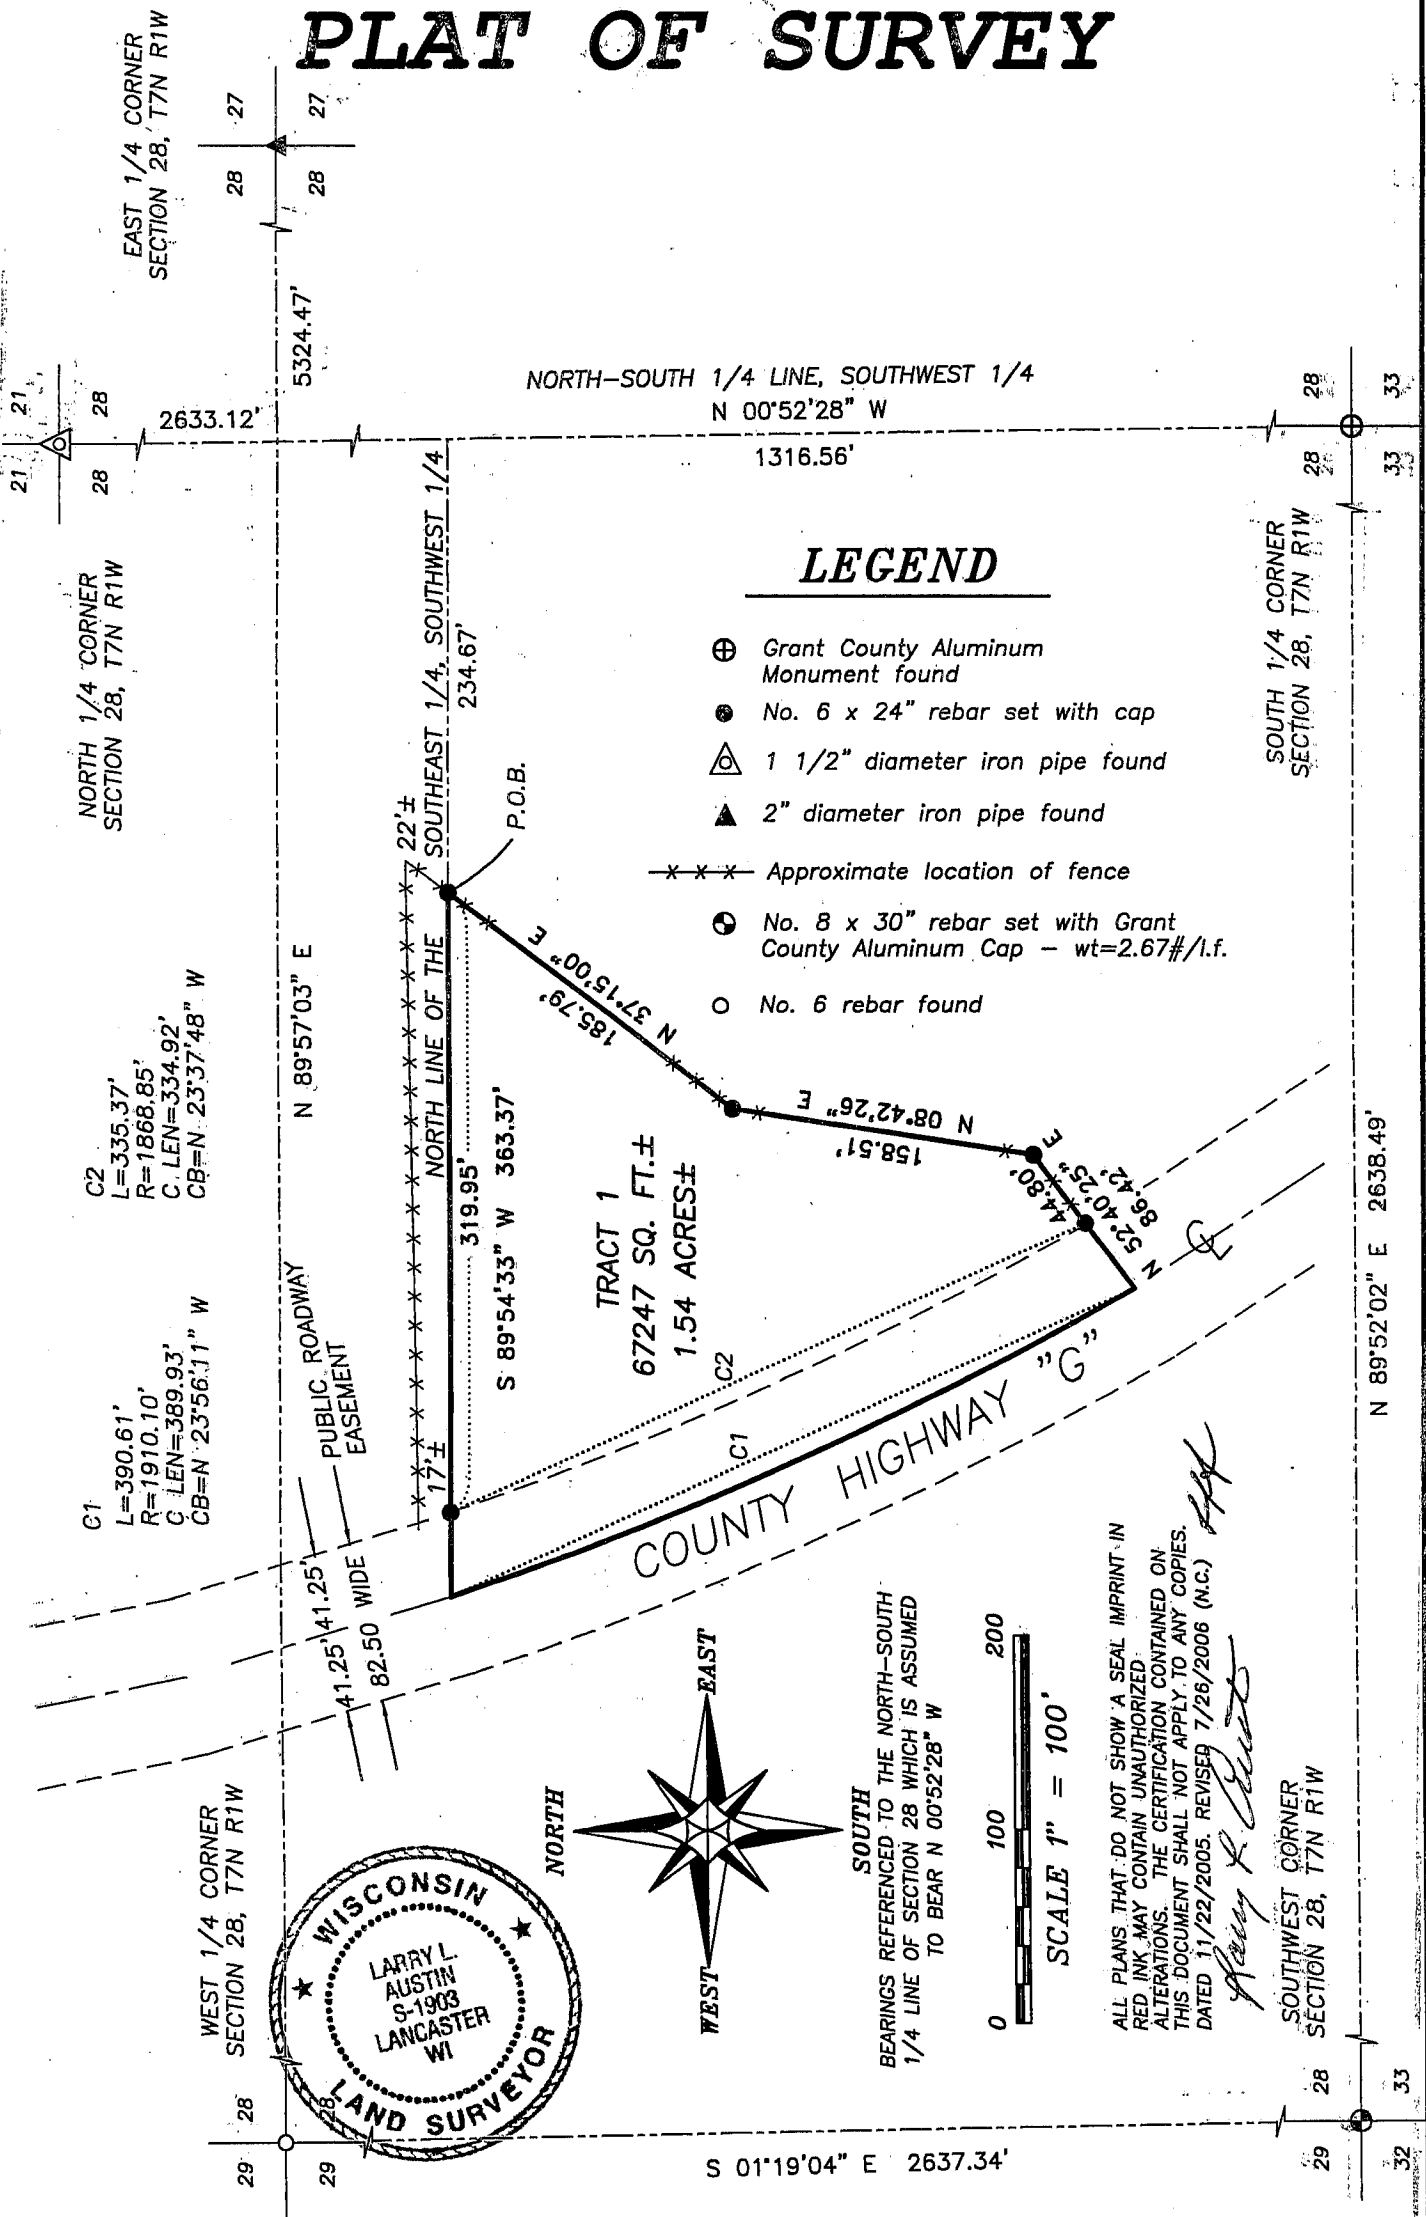 PLAT OF SURVEY
EAST 1/4 CORNER
SECTION 28, T7N R1W
28 27
28 27
5324.47'
21 21
28 28
2633.12'
NORTH 1/4 CORNER
SECTION 28, T7N R1W
NORTH-SOUTH 1/4 LINE, SOUTHWEST 1/4
N 00°52'28" W
1316.56'
28 28
33 33
SOUTH 1/4 CORNER
SECTION 28, T7N R1W
LEGEND
Grant County Aluminum
Monument found
No. 6 x 24" rebar set with cap
1 1/2" diameter iron pipe found
2" diameter iron pipe found
Approximate location of fence
No. 8 x 30" rebar set with Grant
County Aluminum Cap - wt=2.67#/l.f.
No. 6 rebar found
C1
L=390.61'
R=1910.10'
C LEN=389.93'
CB=N 23°56'11" W
C2
L=335.37'
R=1868.85'
C. LEN=334.92'
CB=N 23°37'48" W
N 89°57'03" E
NORTH LINE OF THE SOUTHEAST 1/4, SOUTHWEST 1/4
234.67'
22'±
17'±
P.O.B.
319.95'
S 89°54'33" W 363.37'
N 37°15'00" E
185.79'
N 08°42'26" E
158.51'
44.80'
N 52°40'25" E
86.42'
TRACT 1
67247 SQ. FT.±
1.54 ACRES±
C2
C1
COUNTY HIGHWAY "G"
PUBLIC ROADWAY
EASEMENT
41.25' 41.25'
82.50 WIDE
WEST 1/4 CORNER
SECTION 28, T7N R1W
29 28
29 28
WISCONSIN
LARRY L.
AUSTIN
S-1903
LANCASTER
WI
LAND SURVEYOR
NORTH
EAST
SOUTH
WEST
BEARINGS REFERENCED TO THE NORTH-SOUTH
1/4 LINE OF SECTION 28 WHICH IS ASSUMED
TO BEAR N 00°52'28" W
0 100 200
SCALE 1" = 100'
ALL PLANS THAT DO NOT SHOW A SEAL IMPRINT IN
RED INK MAY CONTAIN UNAUTHORIZED
ALTERATIONS. THE CERTIFICATION CONTAINED ON
THIS DOCUMENT SHALL NOT APPLY TO ANY COPIES.
DATED 11/22/2005. REVISED 7/26/2006 (N.C.)
SOUTHWEST CORNER
SECTION 28, T7N R1W
29 28
32 33
N 89°52'02" E 2638.49'
S 01°19'04" E 2637.34'